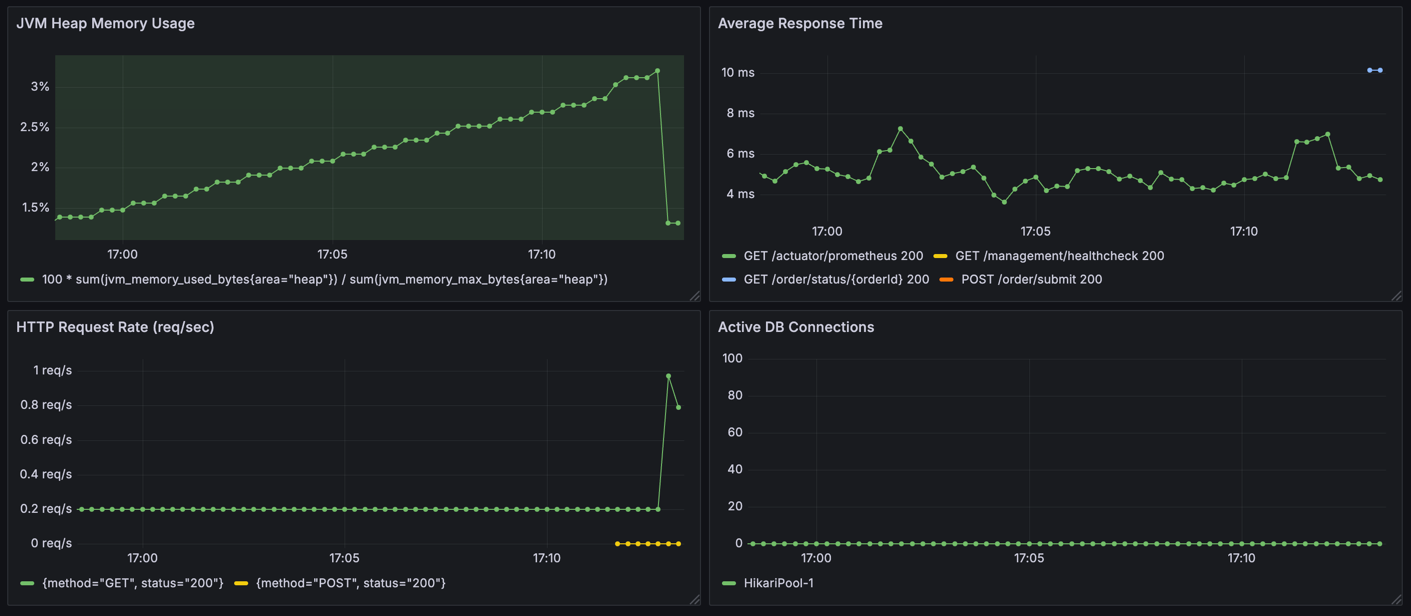 JVM Heap Memory Usage
3%
2.5%
2%
1.5%
17:00 17:05 17:10
100 * sum(jvm_memory_used_bytes{area="heap"}) / sum(jvm_memory_max_bytes{area="heap"})
Average Response Time
10 ms
8 ms
6 ms
4 ms
17:00 17:05 17:10
GET /actuator/prometheus 200 GET /management/healthcheck 200
GET /order/status/{orderId} 200 POST /order/submit 200
HTTP Request Rate (req/sec)
1 req/s
0.8 req/s
0.6 req/s
0.4 req/s
0.2 req/s
0 req/s
17:00 17:05 17:10
{method="GET", status="200"} {method="POST", status="200"}
Active DB Connections
100
80
60
40
20
0
17:00 17:05 17:10
HikariPool-1